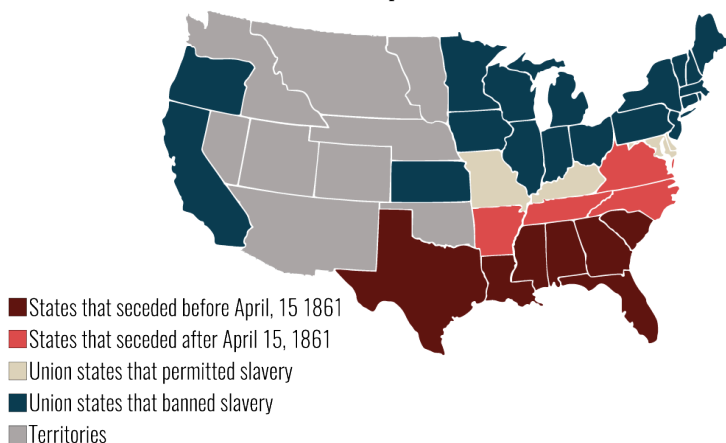 States that seceded before April, 15 1861
States that seceded after April 15, 1861
Union states that permitted slavery
Union states that banned slavery
Territories